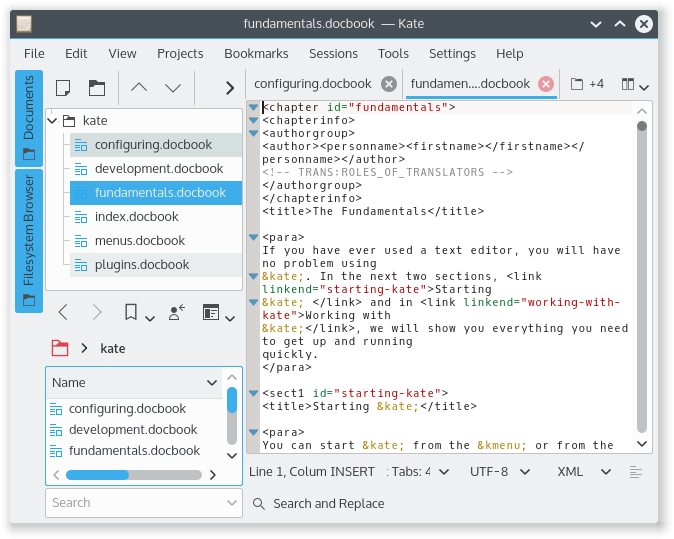 fundamentals.docbook — Kate
File Edit View Projects Bookmarks Sessions Tools Settings Help
Documents
Filesystem Browser
kate
configuring.docbook
development.docbook
fundamentals.docbook
index.docbook
menus.docbook
plugins.docbook
kate
Name
configuring.docbook
development.docbook
fundamentals.docbook
Search
configuring.docbook fundamen....docbook +4
<chapter id="fundamentals">
<chapterinfo>
<authorgroup>
<author><personname><firstname></firstname></
personname></author>
<!-- TRANS:ROLES_OF_TRANSLATORS -->
</authorgroup>
</chapterinfo>
<title>The Fundamentals</title>
<para>
If you have ever used a text editor, you will have
no problem using
&kate;. In the next two sections, <link
linkend="starting-kate">Starting
&kate; </link> and in <link linkend="working-with-
kate">Working with
&kate;</link>, we will show you everything you need
to get up and running
quickly.
</para>
<sect1 id="starting-kate">
<title>Starting &kate;</title>
<para>
You can start &kate; from the &kmenu; or from the
Line 1, Colum INSERT : Tabs: 4 UTF-8 XML
Search and Replace